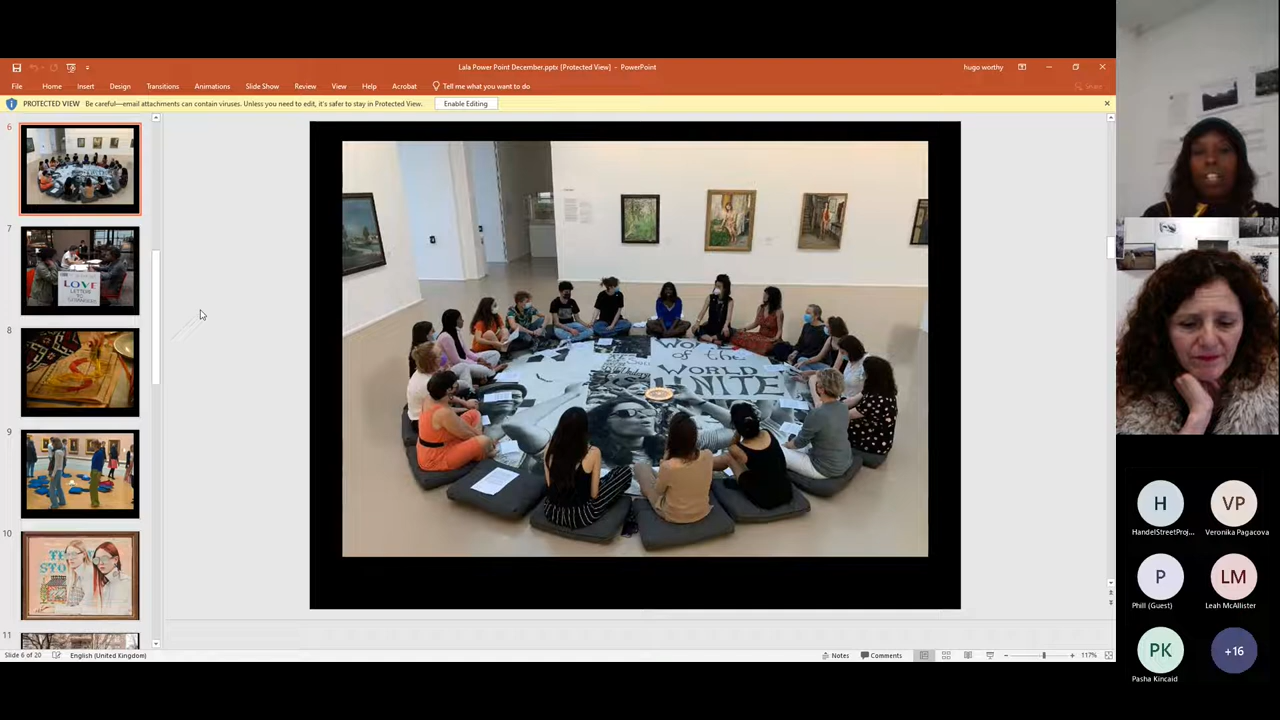 Lala Power Point December.pptx [Protected View] - PowerPoint
hugo worthy
File Home Insert Design Transitions Animations Slide Show Review View Help Acrobat Tell me what you want to do
Share
PROTECTED VIEW Be careful—email attachments can contain viruses. Unless you need to edit, it's safer to stay in Protected View. Enable Editing
6
7
LOVE
8
9
10
11
of the
WORLD
UNITE
H
HandelStreetProj...
VP
Veronika Pagacova
P
Phill (Guest)
LM
Leah McAllister
PK
Pasha Kincaid
+16
Slide 6 of 20 English (United Kingdom) Notes Comments 117%